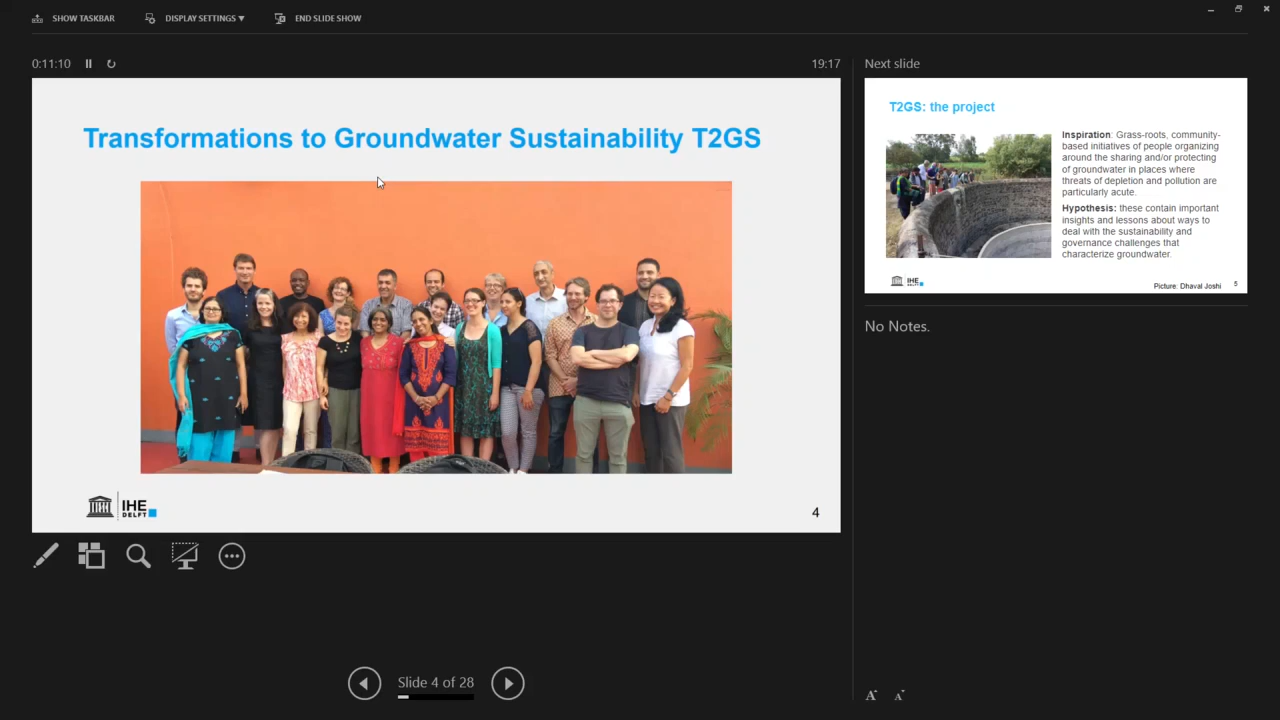 SHOW TASKBAR
DISPLAY SETTINGS ▼
END SLIDE SHOW
0:11:10
19:17
Transformations to Groundwater Sustainability T2GS
IHE
DELFT
4
Slide 4 of 28
Next slide
T2GS: the project
Inspiration: Grass-roots, community-
based initiatives of people organizing
around the sharing and/or protecting
of groundwater in places where
threats of depletion and pollution are
particularly acute.
Hypothesis: these contain important
insights and lessons about ways to
deal with the sustainability and
governance challenges that
characterize groundwater.
IHE
DELFT
Picture: Dhaval Joshi
5
No Notes.
A
A